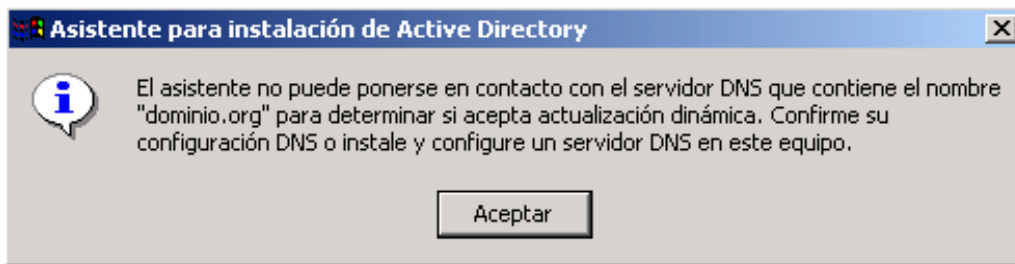 Asistente para instalación de Active Directory
El asistente no puede ponerse en contacto con el servidor DNS que contiene el nombre
"dominio.org" para determinar si acepta actualización dinámica. Confirme su
configuración DNS o instale y configure un servidor DNS en este equipo.
Aceptar